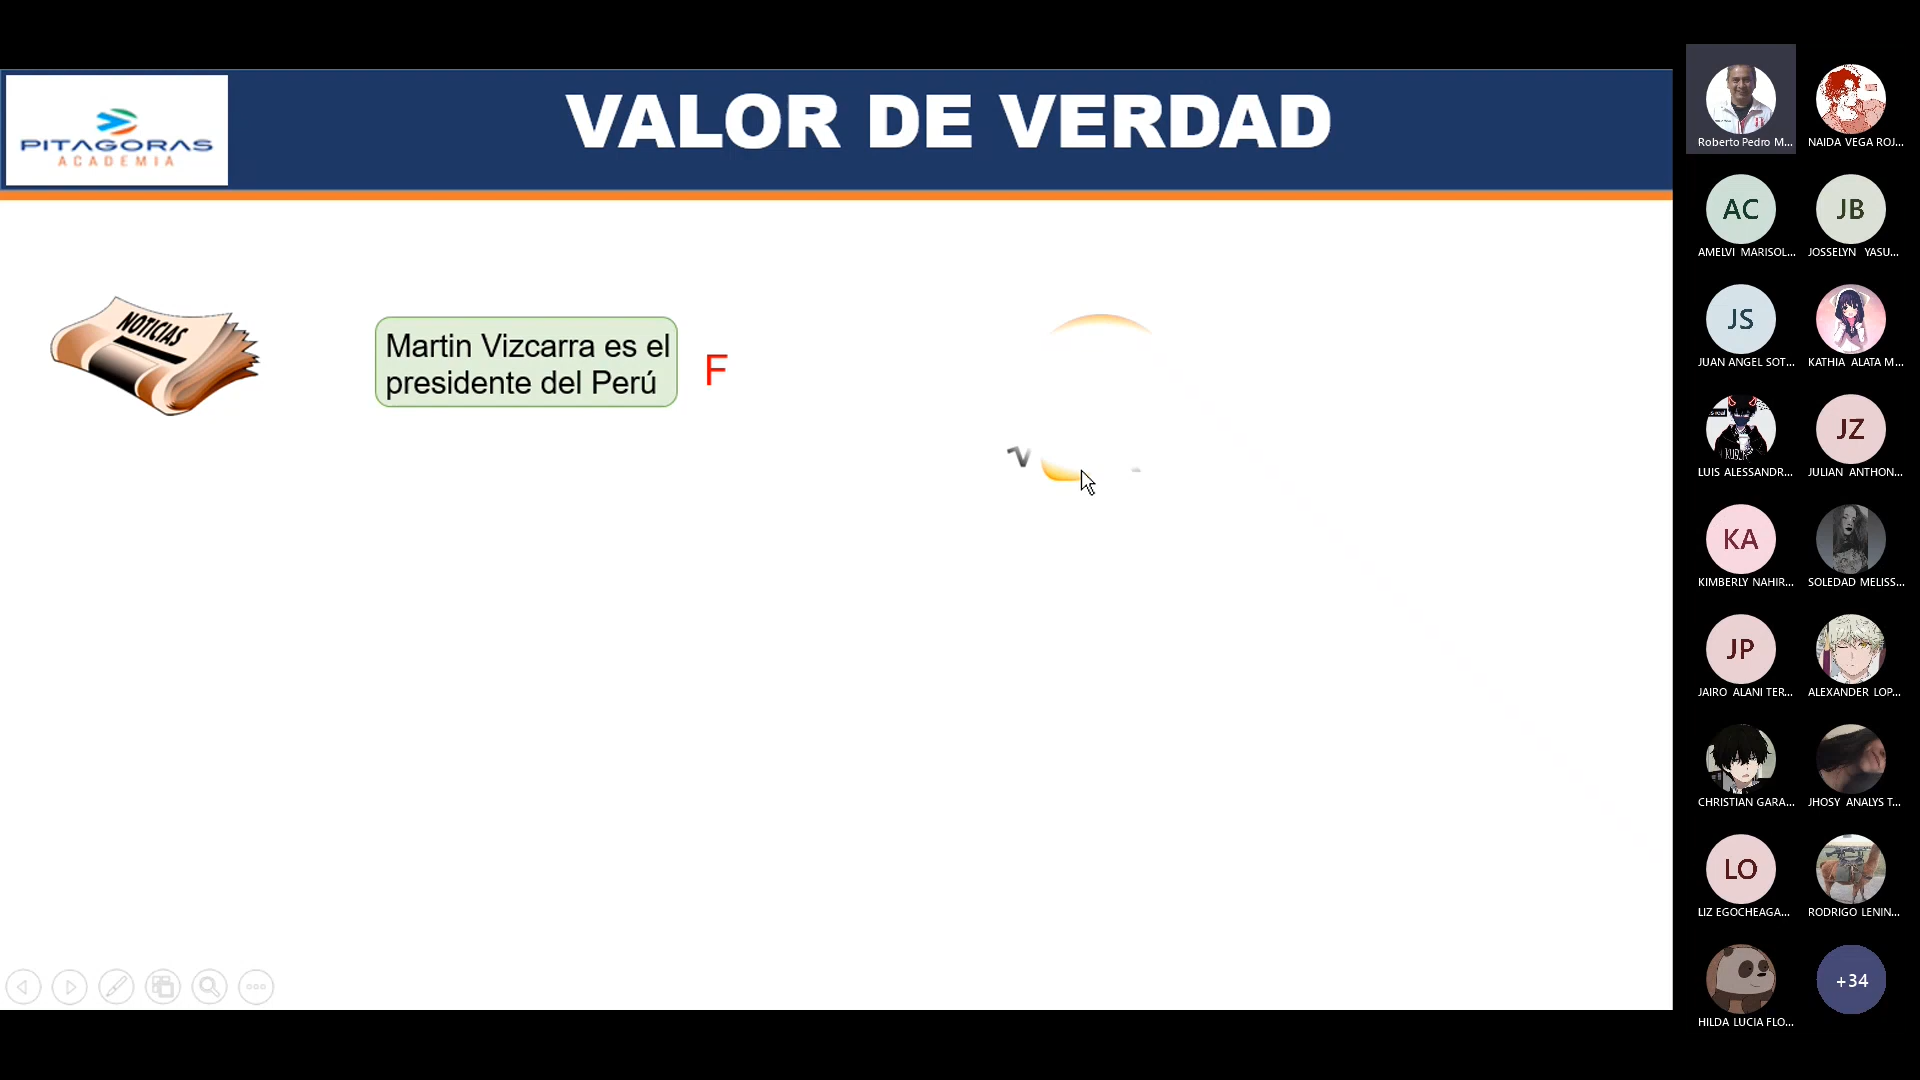 PITAGORAS
ACADEMIA
VALOR DE VERDAD
NOTICIAS
Martin Vizcarra es el
presidente del Perú
F
Roberto Pedro M...
NAIDA VEGA ROJ...
AC
AMELVI MARISOL...
JB
JOSSELYN YASU...
JS
JUAN ANGEL SOT...
KATHIA ALATA M...
LUIS ALESSANDR...
JZ
JULIAN ANTHON...
KA
KIMBERLY NAHIR...
SOLEDAD MELISS...
JP
JAIRO ALANI TER...
ALEXANDER LOP...
CHRISTIAN GARA...
JHOSY ANALYS T...
LO
LIZ EGOCHEAGA...
RODRIGO LENIN...
HILDA LUCIA FLO...
+34